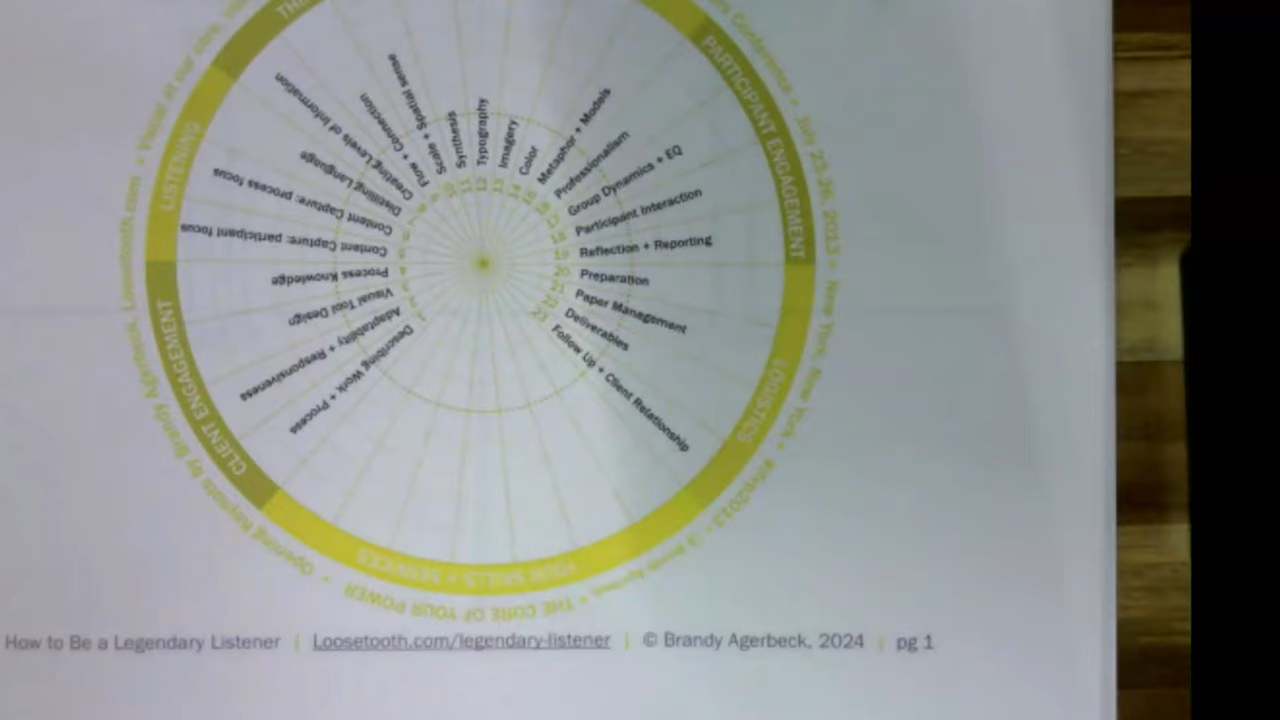 THI
LISTENING
CLIENT ENGAGEMENT
PARTICIPANT ENGAGEMENT
LOGISTICS
YOUR SKILLS + SERVICES
Describing Work + Process
Adaptability + Responsiveness
Visual Tool Design
Process Knowledge
Content Capture: participant focus
Content Capture: process focus
Distilling Language
Creating Levels of Information
Flow + Connection
Scale + Spatial sense
Synthesis
Typography
Imagery
Color
Metaphor + Models
Professionalism
Group Dynamics + EQ
Participant Interaction
Reflection + Reporting
Preparation
Paper Management
Deliverables
Follow Up + Client Relationship
THE CORE OF YOUR POWER • Opening Keynote by Brandy Agerbeck, Loosetooth.com •
Conference • July 23-26, 2013 • New York, New York • #ifvp2013
How to Be a Legendary Listener | Loosetooth.com/legendary-listener | © Brandy Agerbeck, 2024 | pg 1